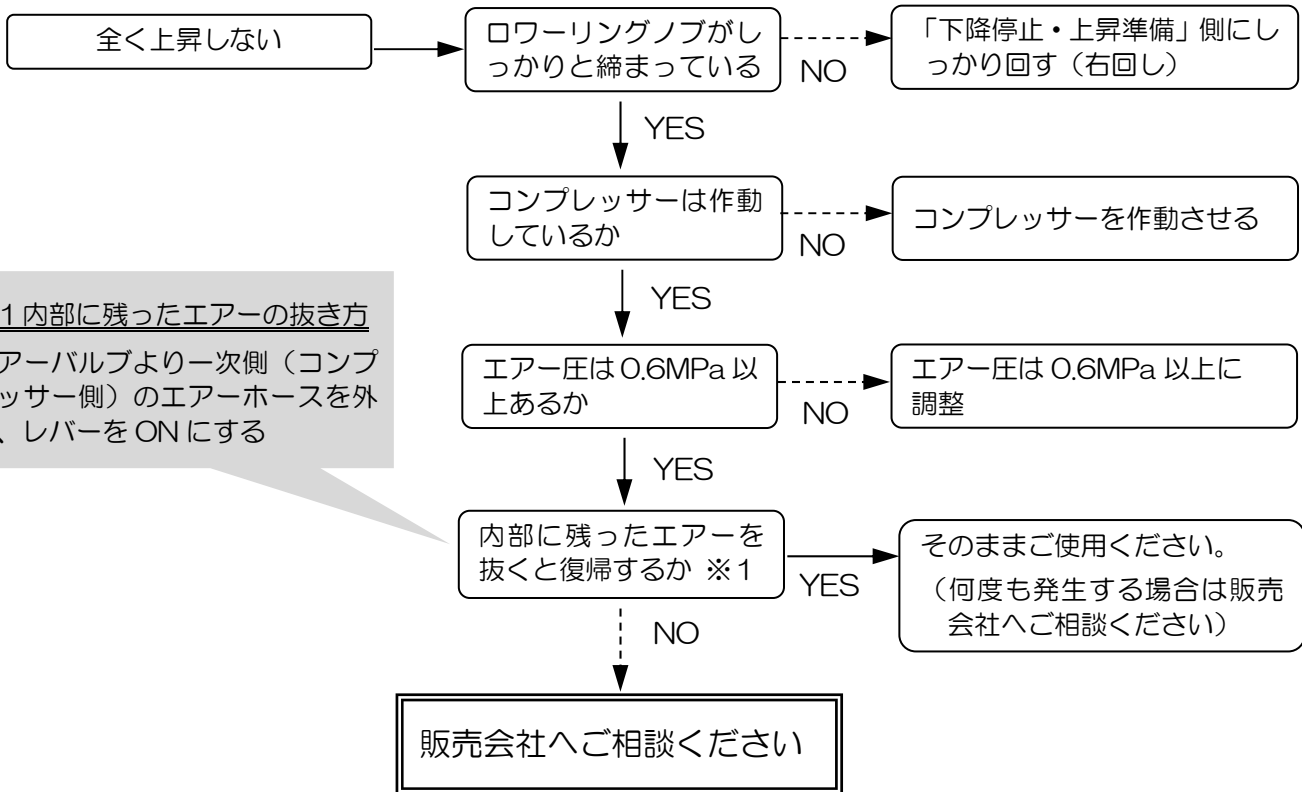 全く上昇しない
ロワーリングノブがし
っかりと締まっている
NO
「下降停止・上昇準備」側にし
っかり回す（右回し）
YES
コンプレッサーは作動
しているか
NO
コンプレッサーを作動させる
YES
1 内部に残ったエアーの抜き方
アーバルブより一次側（コンプ
ッサー側）のエアーホースを外
、レバーを ON にする
エアー圧は 0.6MPa 以
上あるか
NO
エアー圧は 0.6MPa 以上に
調整
YES
内部に残ったエアーを
抜くと復帰するか ※1
YES
そのままご使用ください。
（何度も発生する場合は販売
会社へご相談ください）
NO
販売会社へご相談ください